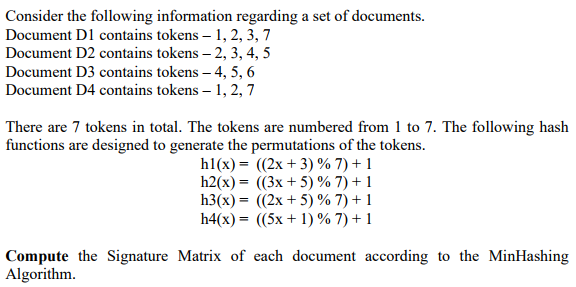 Consider the following information regarding a set of documents.
Document D1 contains tokens – 1, 2, 3, 7
Document D2 contains tokens – 2, 3, 4, 5
Document D3 contains tokens – 4, 5, 6
Document D4 contains tokens – 1, 2, 7
There are 7 tokens in total. The tokens are numbered from 1 to 7. The following hash
functions are designed to generate the permutations of the tokens.
h1(x) = ((2x + 3) % 7) + 1
h2(x) = ((3x + 5) % 7) + 1
h3(x) = ((2x + 5) % 7) + 1
h4(x) = ((5x + 1) % 7) + 1
Compute the Signature Matrix of each document according to the MinHashing
Algorithm.